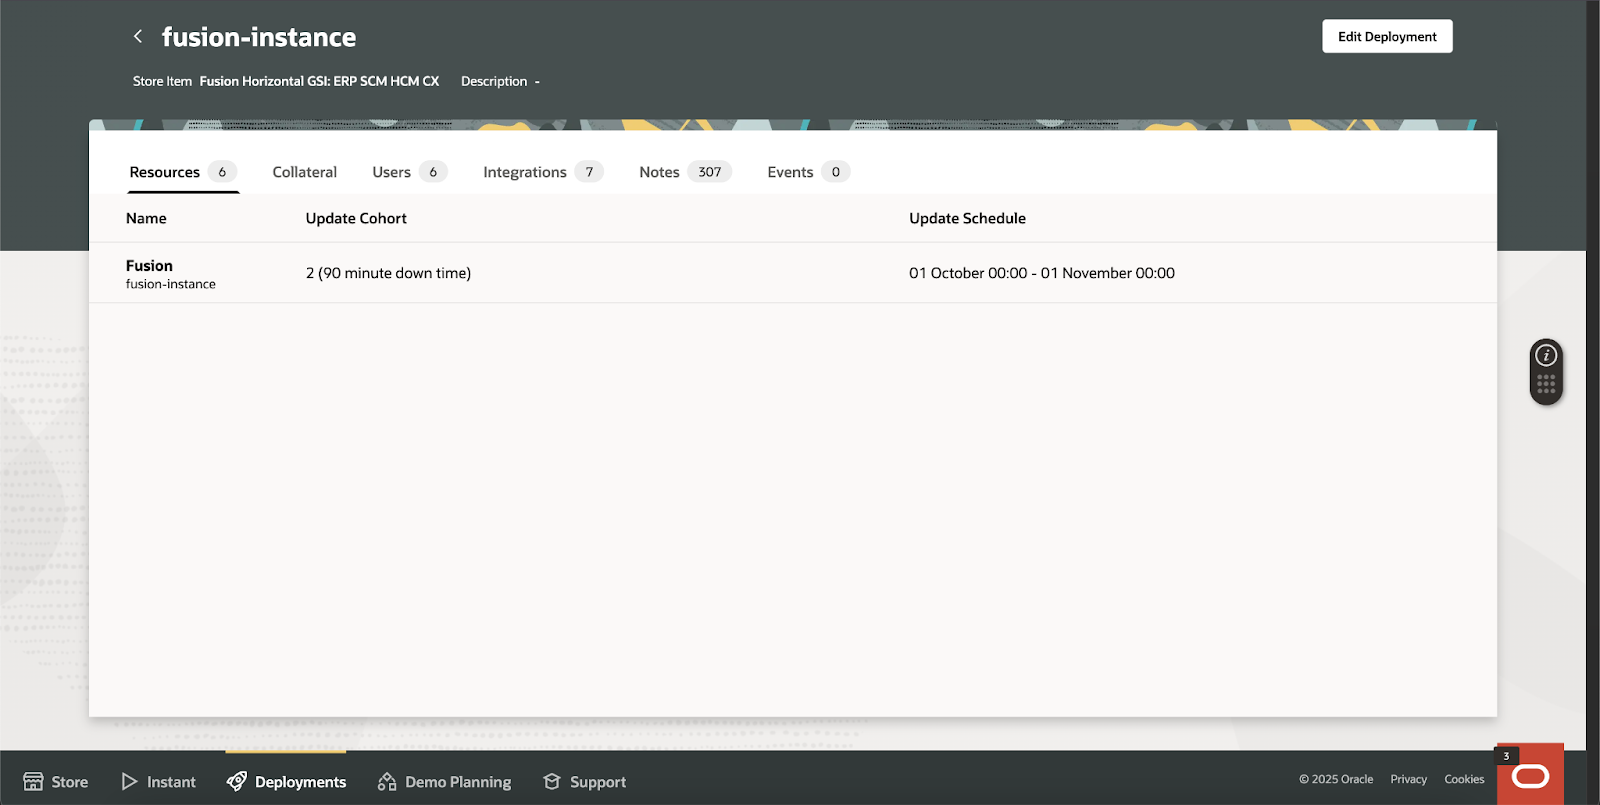 fusion-instance
Edit Deployment
Store Item Fusion Horizontal GSI: ERP SCM HCM CX Description -
Resources 6 Collateral Users 6 Integrations 7 Notes 307 Events 0
Name Update Cohort Update Schedule
Fusion
fusion-instance
2 (90 minute down time)
01 October 00:00 - 01 November 00:00
i
Store Instant Deployments Demo Planning Support
© 2025 Oracle Privacy Cookies
3